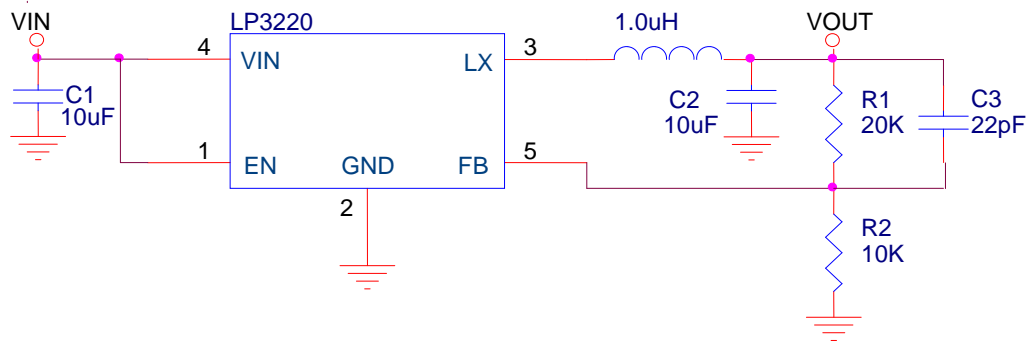 VIN
LP3220
1.0uH
VOUT
4
VIN
LX
3
C1
10uF
C2
10uF
R1
20K
C3
22pF
1
EN
GND
FB
5
2
R2
10K